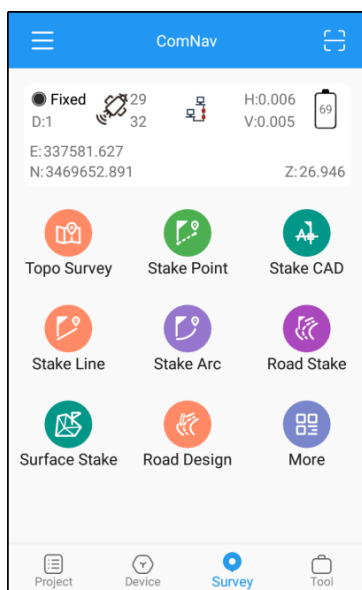 ComNav
Fixed 29 H:0.006 69
D:1 32 V:0.005
E:337581.627
N:3469652.891 Z:26.946
Topo Survey Stake Point Stake CAD
Stake Line Stake Arc Road Stake
Surface Stake Road Design More
Project Device Survey Tool